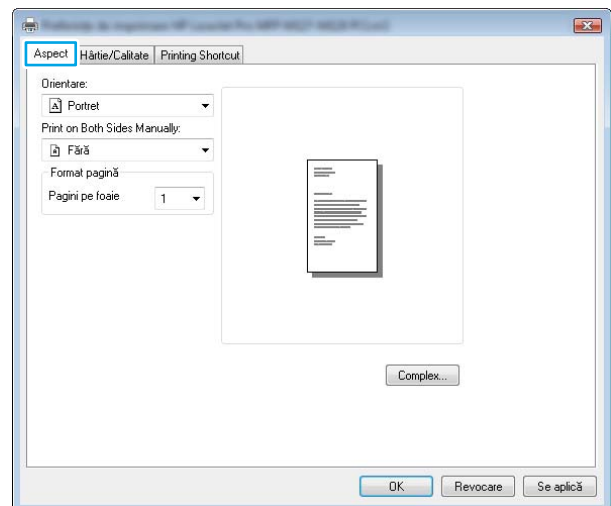 Aspect Hârtie/Calitate Printing Shortcut
Orientare:
Portret
Print on Both Sides Manually:
Fără
Format pagină
Pagini pe foaie 1
Complex...
OK Revocare Se aplică